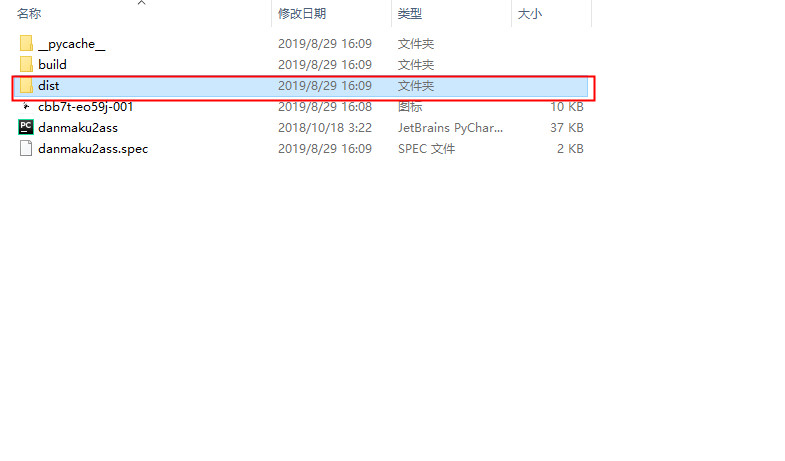 名称 修改日期 类型 大小
__pycache__ 2019/8/29 16:09 文件夹
build 2019/8/29 16:09 文件夹
dist 2019/8/29 16:09 文件夹
cbb7t-eo59j-001 2019/8/29 16:08 图标 10 KB
danmaku2ass 2018/10/18 3:22 JetBrains PyChar... 37 KB
danmaku2ass.spec 2019/8/29 16:09 SPEC 文件 2 KB